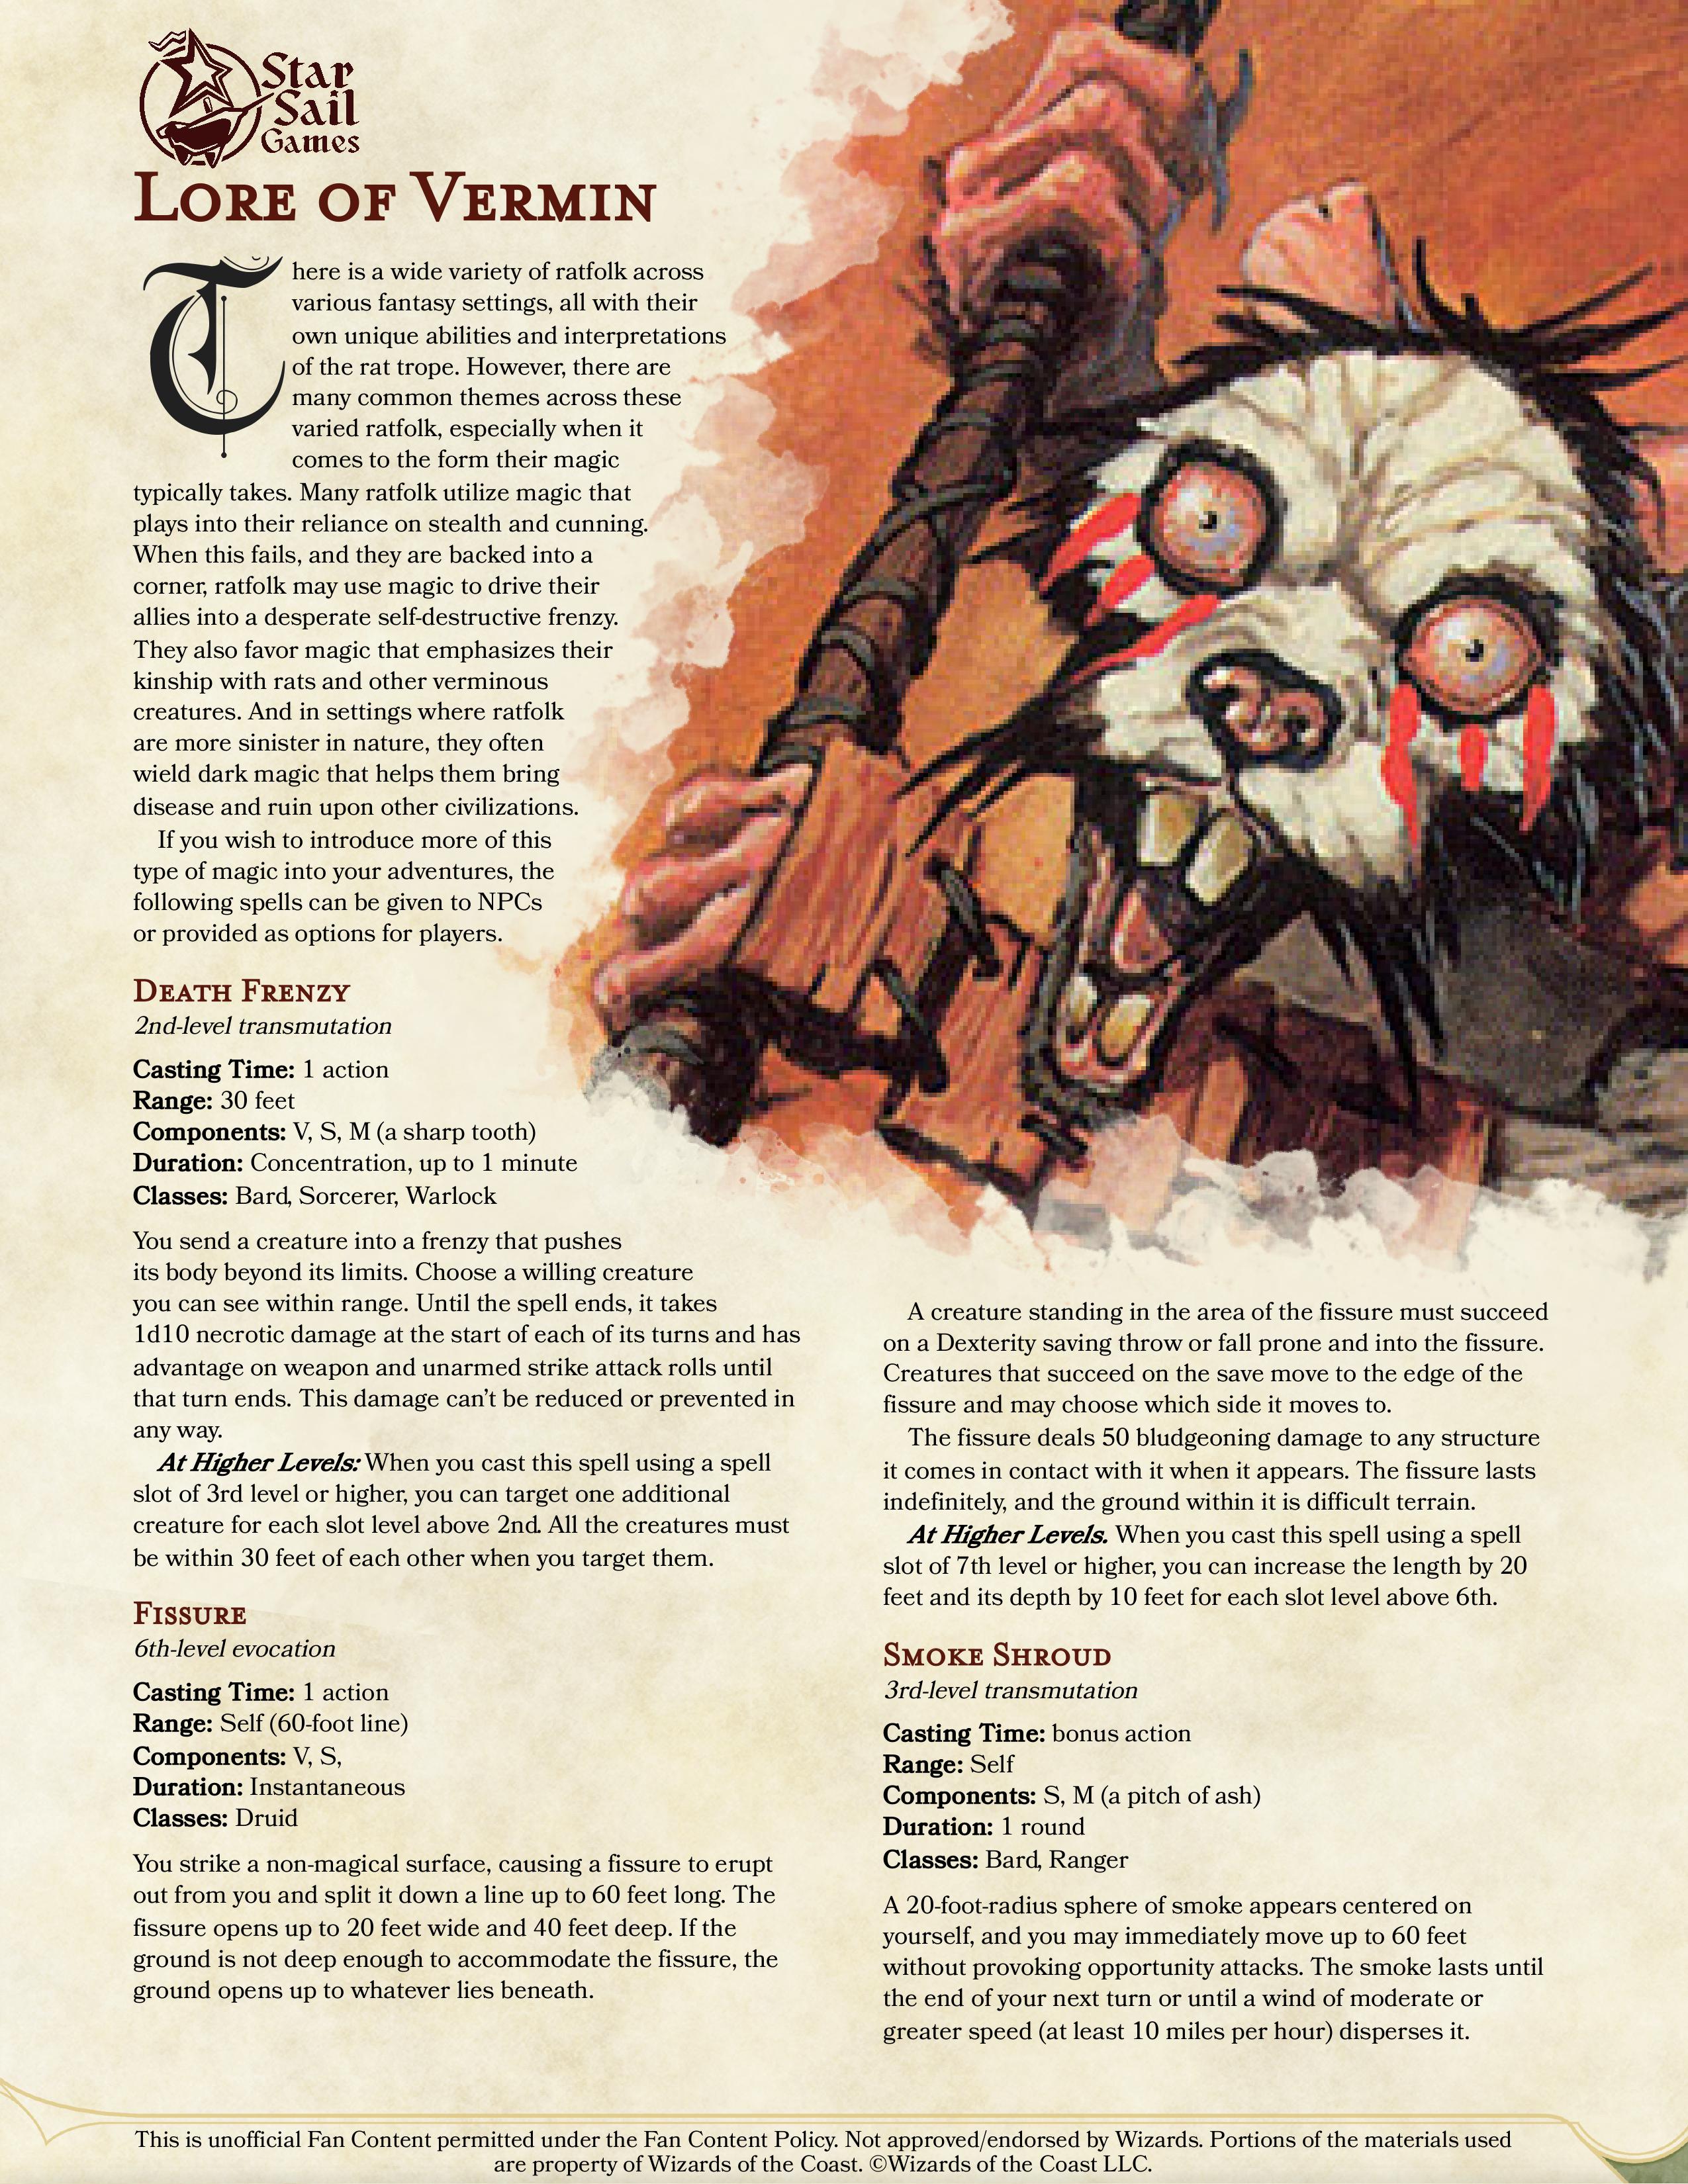 Star
Sail
Games
Lore of Vermin
There is a wide variety of ratfolk across
various fantasy settings, all with their
own unique abilities and interpretations
of the rat trope. However, there are
many common themes across these
varied ratfolk, especially when it
comes to the form their magic
typically takes. Many ratfolk utilize magic that
plays into their reliance on stealth and cunning.
When this fails, and they are backed into a
corner, ratfolk may use magic to drive their
allies into a desperate self-destructive frenzy.
They also favor magic that emphasizes their
kinship with rats and other verminous
creatures. And in settings where ratfolk
are more sinister in nature, they often
wield dark magic that helps them bring
disease and ruin upon other civilizations.
If you wish to introduce more of this
type of magic into your adventures, the
following spells can be given to NPCs
or provided as options for players.
Death Frenzy
2nd-level transmutation
Casting Time: 1 action
Range: 30 feet
Components: V, S, M (a sharp tooth)
Duration: Concentration, up to 1 minute
Classes: Bard, Sorcerer, Warlock
You send a creature into a frenzy that pushes
its body beyond its limits. Choose a willing creature
you can see within range. Until the spell ends, it takes
1d10 necrotic damage at the start of each of its turns and has
advantage on weapon and unarmed strike attack rolls until
that turn ends. This damage can't be reduced or prevented in
any way.
At Higher Levels: When you cast this spell using a spell
slot of 3rd level or higher, you can target one additional
creature for each slot level above 2nd. All the creatures must
be within 30 feet of each other when you target them.
Fissure
6th-level evocation
Casting Time: 1 action
Range: Self (60-foot line)
Components: V, S,
Duration: Instantaneous
Classes: Druid
You strike a non-magical surface, causing a fissure to erupt
out from you and split it down a line up to 60 feet long. The
fissure opens up to 20 feet wide and 40 feet deep. If the
ground is not deep enough to accommodate the fissure, the
ground opens up to whatever lies beneath.
A creature standing in the area of the fissure must succeed
on a Dexterity saving throw or fall prone and into the fissure.
Creatures that succeed on the save move to the edge of the
fissure and may choose which side it moves to.
The fissure deals 50 bludgeoning damage to any structure
it comes in contact with it when it appears. The fissure lasts
indefinitely, and the ground within it is difficult terrain.
At Higher Levels. When you cast this spell using a spell
slot of 7th level or higher, you can increase the length by 20
feet and its depth by 10 feet for each slot level above 6th.
Smoke Shroud
3rd-level transmutation
Casting Time: bonus action
Range: Self
Components: S, M (a pitch of ash)
Duration: 1 round
Classes: Bard, Ranger
A 20-foot-radius sphere of smoke appears centered on
yourself, and you may immediately move up to 60 feet
without provoking opportunity attacks. The smoke lasts until
the end of your next turn or until a wind of moderate or
greater speed (at least 10 miles per hour) disperses it.
This is unofficial Fan Content permitted under the Fan Content Policy. Not approved/endorsed by Wizards. Portions of the materials used
are property of Wizards of the Coast. ©Wizards of the Coast LLC.